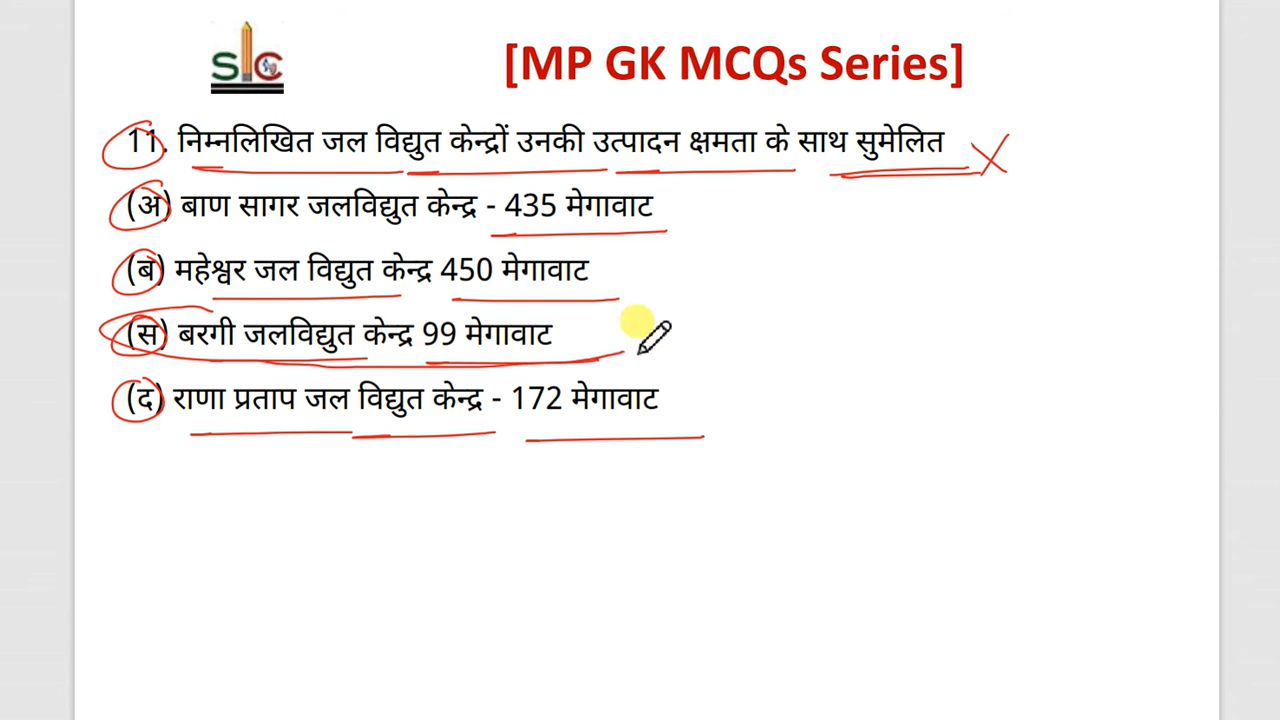 SLC
[MP GK MCQs Series]
11. निम्नलिखित जल विद्युत केन्द्रों उनकी उत्पादन क्षमता के साथ सुमेलित
(अ) बाण सागर जलविद्युत केन्द्र - 435 मेगावाट
(ब) महेश्वर जल विद्युत केन्द्र 450 मेगावाट
(स) बरगी जलविद्युत केन्द्र 99 मेगावाट
(द) राणा प्रताप जल विद्युत केन्द्र - 172 मेगावाट